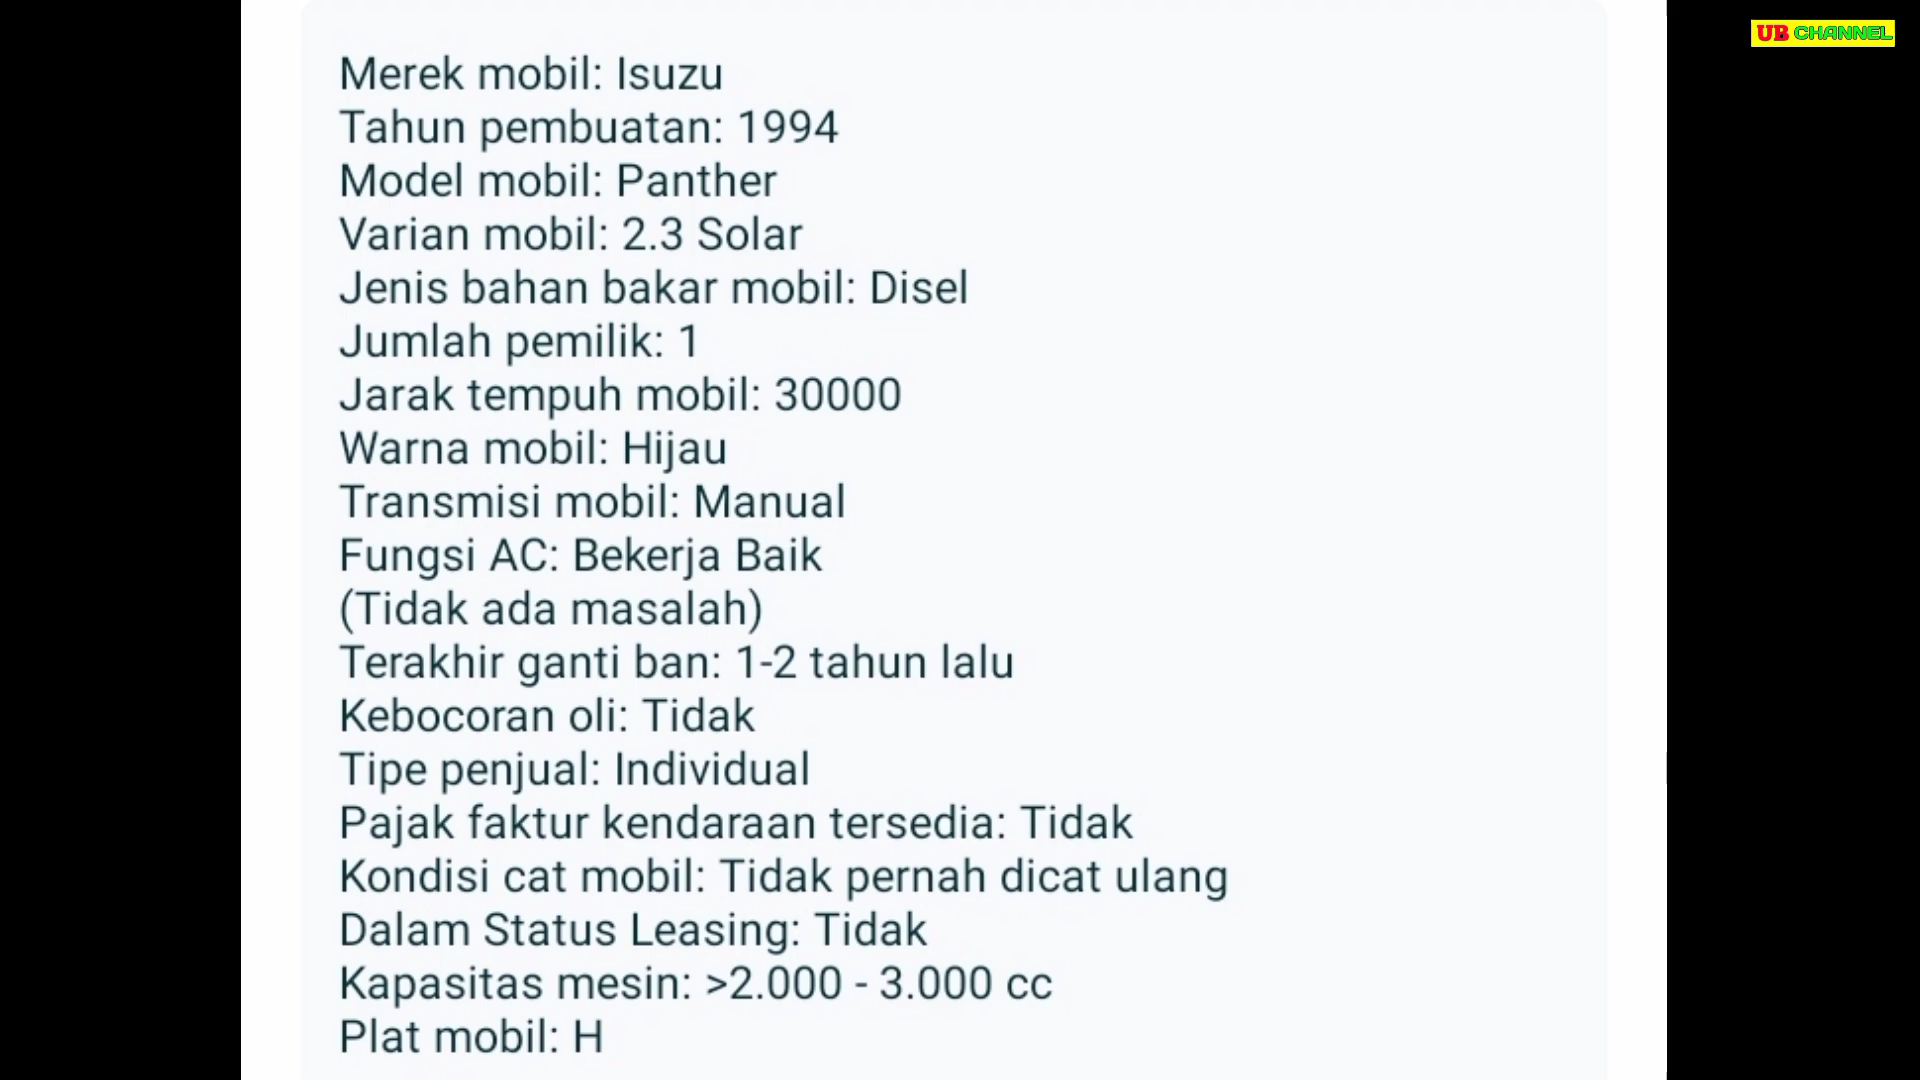 UB CHANNEL
Merek mobil: Isuzu
Tahun pembuatan: 1994
Model mobil: Panther
Varian mobil: 2.3 Solar
Jenis bahan bakar mobil: Disel
Jumlah pemilik: 1
Jarak tempuh mobil: 30000
Warna mobil: Hijau
Transmisi mobil: Manual
Fungsi AC: Bekerja Baik
(Tidak ada masalah)
Terakhir ganti ban: 1-2 tahun lalu
Kebocoran oli: Tidak
Tipe penjual: Individual
Pajak faktur kendaraan tersedia: Tidak
Kondisi cat mobil: Tidak pernah dicat ulang
Dalam Status Leasing: Tidak
Kapasitas mesin: >2.000 - 3.000 cc
Plat mobil: H